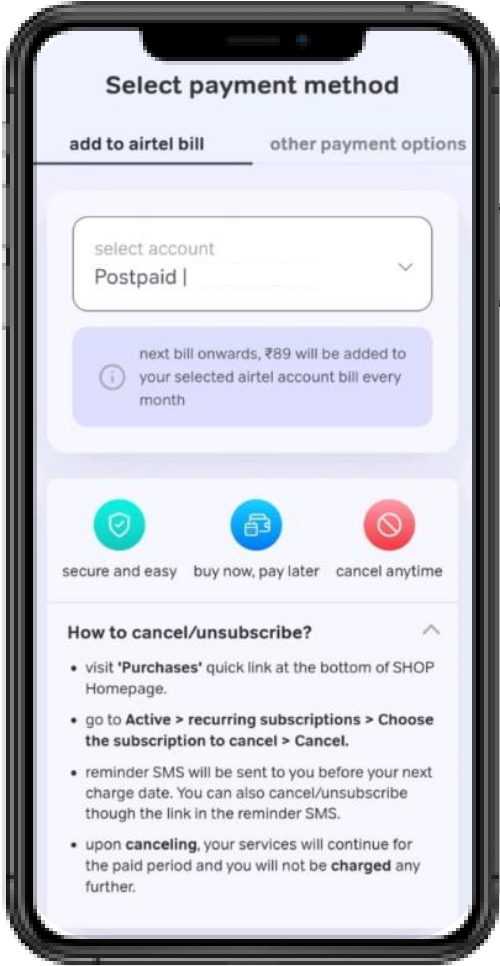 Select payment method
add to airtel bill other payment options
select account
Postpaid |
next bill onwards, ₹89 will be added to
your selected airtel account bill every
month
secure and easy buy now, pay later cancel anytime
How to cancel/unsubscribe?
• visit 'Purchases' quick link at the bottom of SHOP
Homepage.
• go to Active > recurring subscriptions > Choose
the subscription to cancel > Cancel.
• reminder SMS will be sent to you before your next
charge date. You can also cancel/unsubscribe
though the link in the reminder SMS.
• upon canceling, your services will continue for
the paid period and you will not be charged any
further.